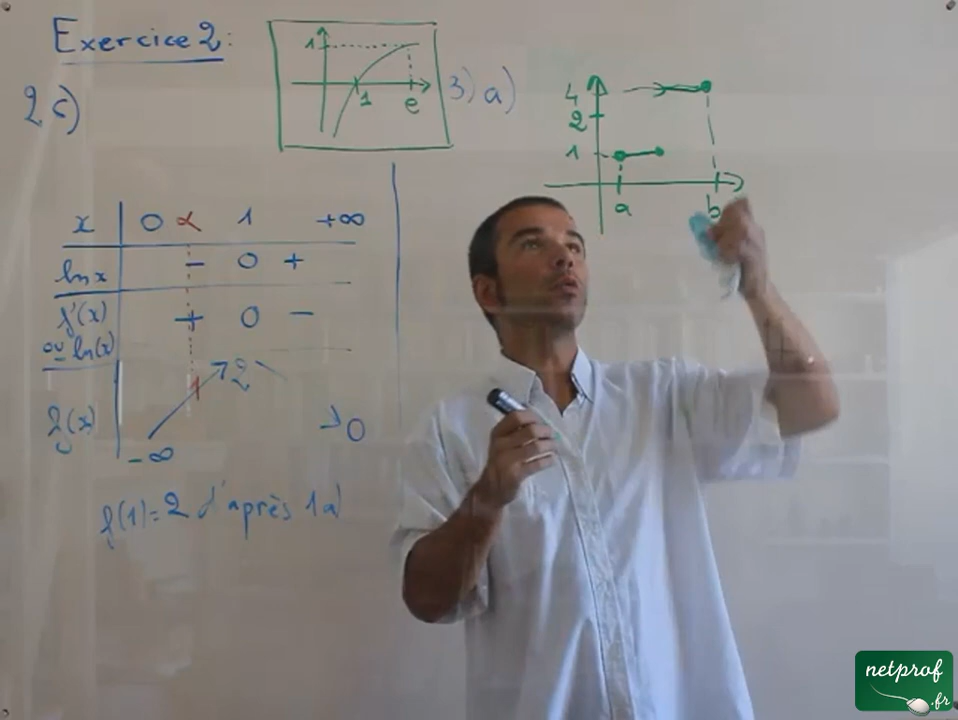 Exercice 2:
2 c)
1
1 e
3) a)
4
2
1
a b
x 0 α 1 +∞
ln x - 0 + 
f'(x) + 0 -
ou ln(x)
1 2
f(x) 0
-∞
f(1)=2 d'après 1a)
netprof
.fr